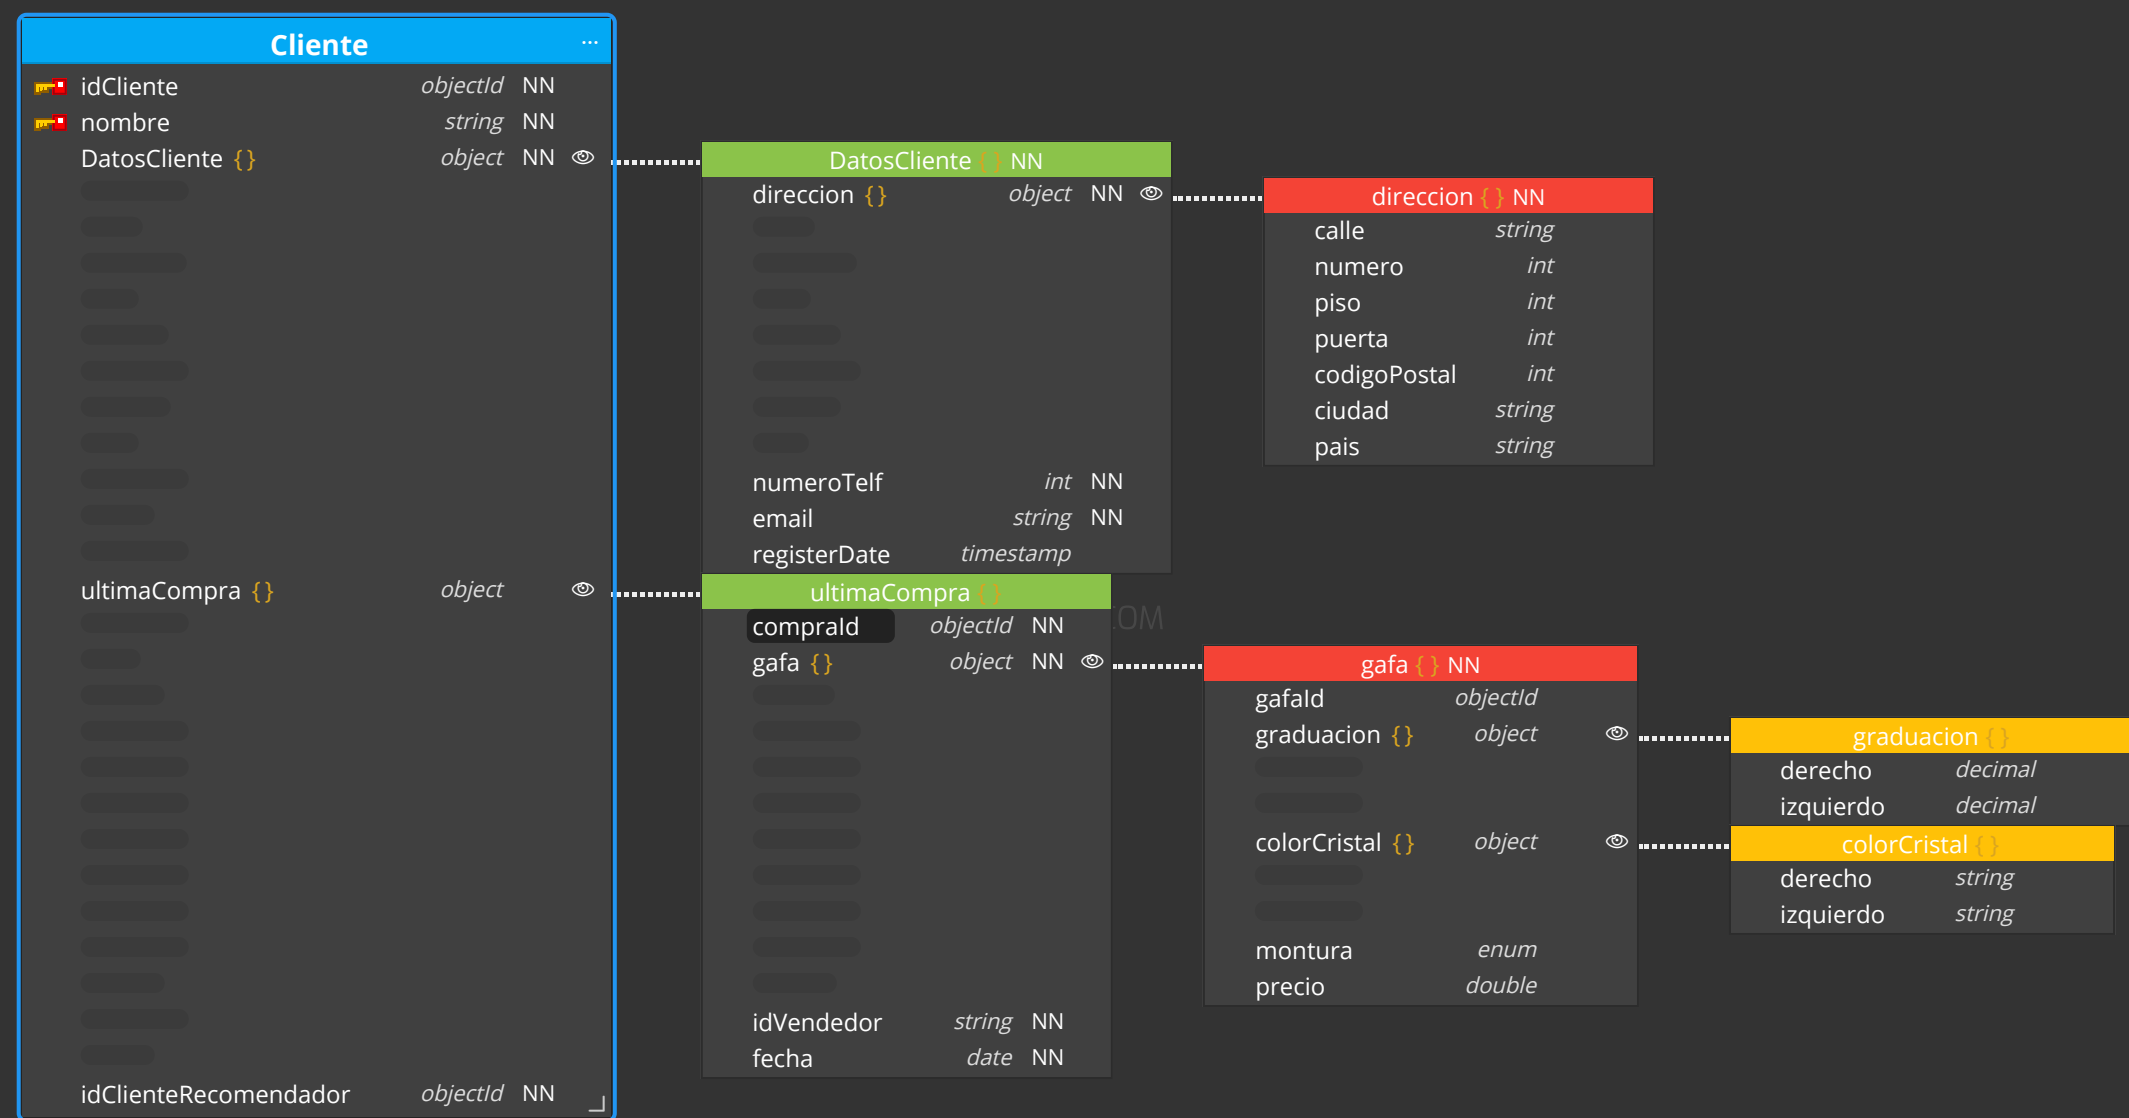 Cliente ...
idCliente objectId NN
nombre string NN
DatosCliente {} object NN
ultimaCompra {} object
idClienteRecomendador objectId NN
DatosCliente {} NN
direccion {} object NN
numeroTelf int NN
email string NN
registerDate timestamp
direccion {} NN
calle string
numero int
piso int
puerta int
codigoPostal int
ciudad string
pais string
ultimaCompra {}
compraId objectId NN
gafa {} object NN
idVendedor string NN
fecha date NN
OM
gafa {} NN
gafaId objectId
graduacion {} object
colorCristal {} object
montura enum
precio double
graduacion {}
derecho decimal
izquierdo decimal
colorCristal {}
derecho string
izquierdo string